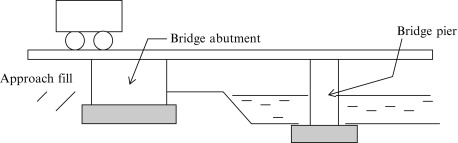 Bridge pier
Bridge abutment
Approach fill